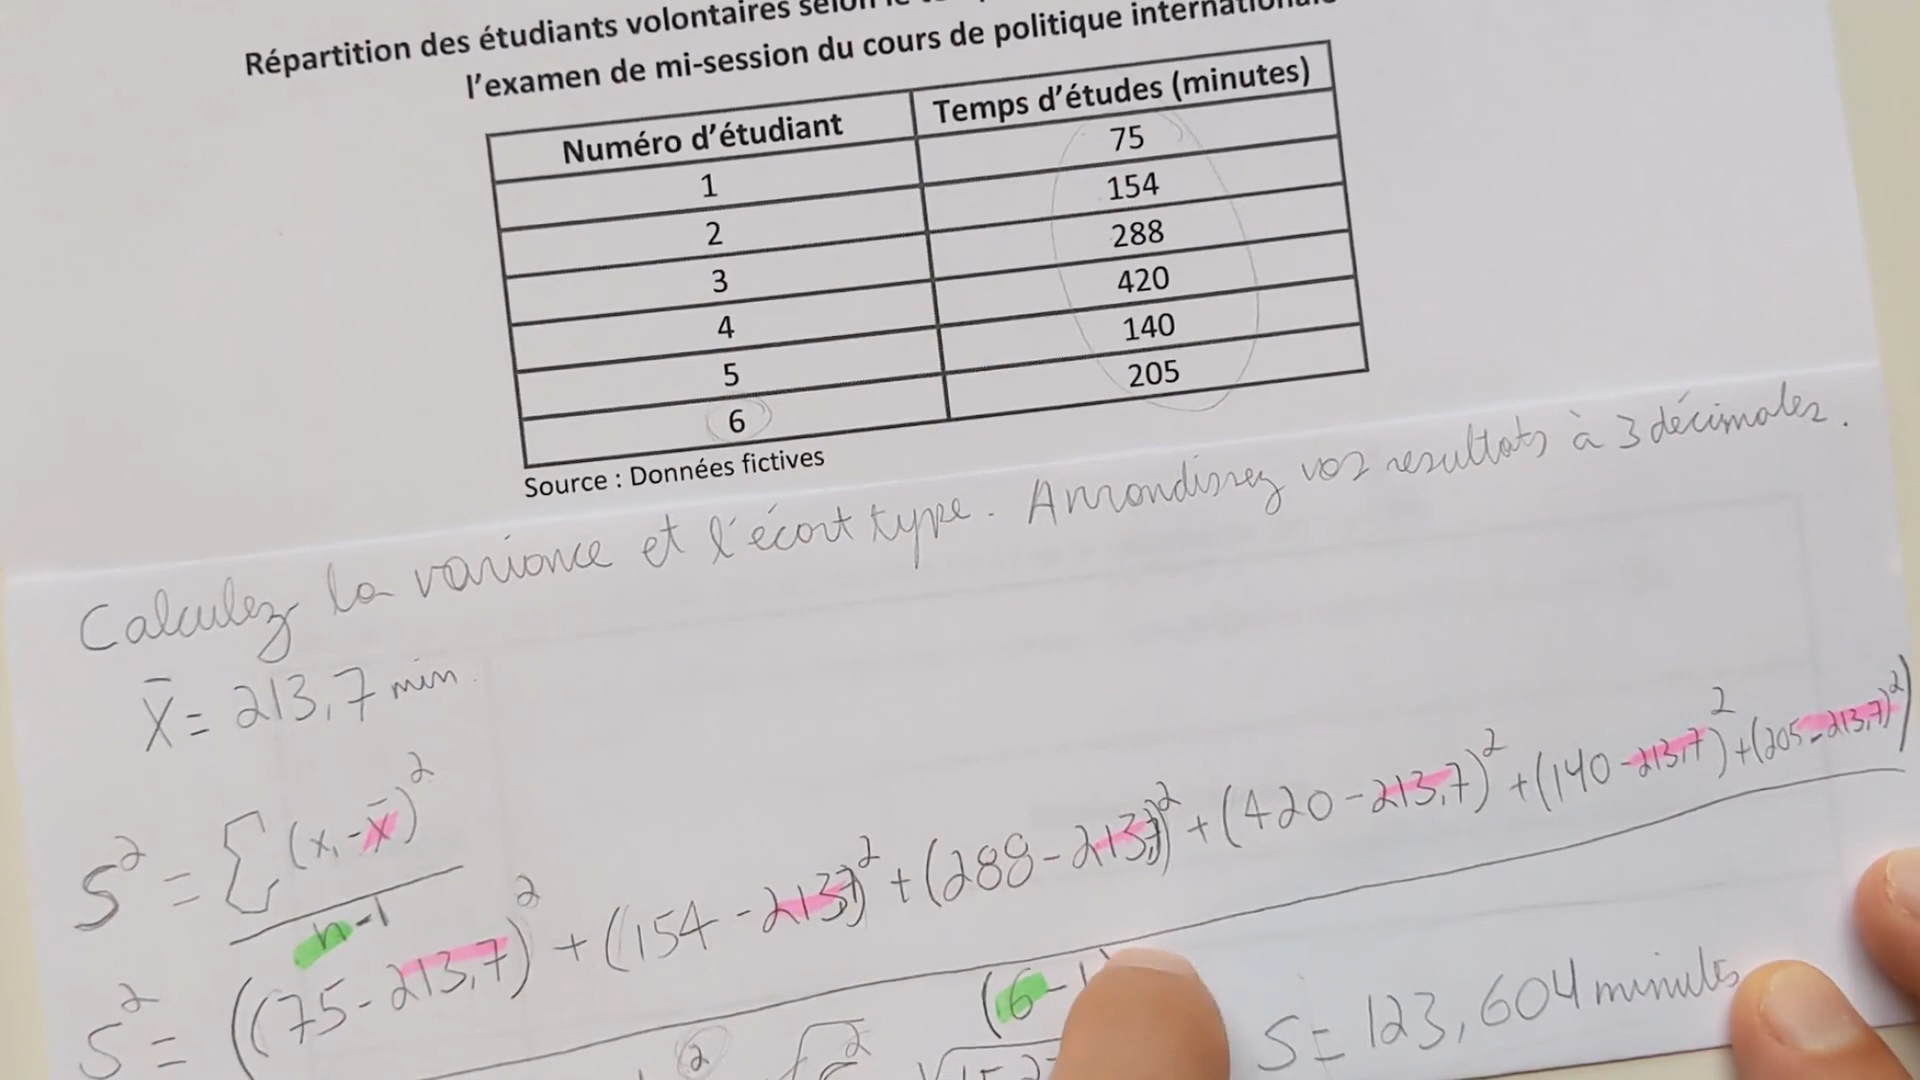 Répartition des étudiants volontaires selon le
l'examen de mi-session du cours de politique internationale
Numéro d'étudiant Temps d'études (minutes)
1 75
2 154
3 288
4 420
5 140
6 205
Source : Données fictives
Calculez la variance et l'écart type. Arrondissez vos resultats à 3 décimales.
X̄ = 213,7 min.
S² = Σ(xᵢ-x̄)²
n-1
S² = ((75-213,7)² + (154-213,7)² + (288-213,7)² + (420-213,7)² + (140-213,7)² + (205-213,7)²)
(6-1
S = 123,604 minutes